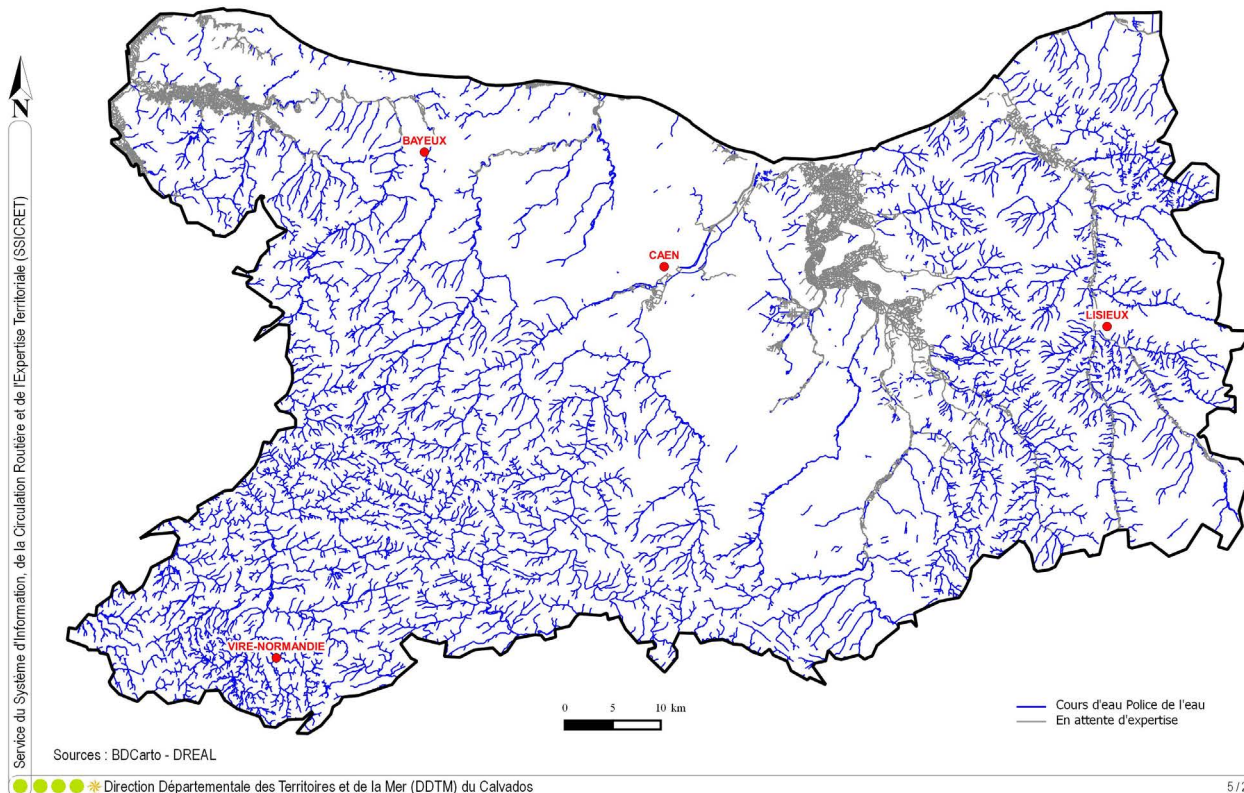 N
Service du Système d'Information, de la Circulation Routière et de l'Expertise Territoriale (SSICRET)
BAYEUX
CAEN
LISIEUX
VIRE-NORMANDIE
0 5 10 km
Cours d'eau Police de l'eau
En attente d'expertise
Sources : BDCarto - DREAL
Direction Départementale des Territoires et de la Mer (DDTM) du Calvados
5 / 2